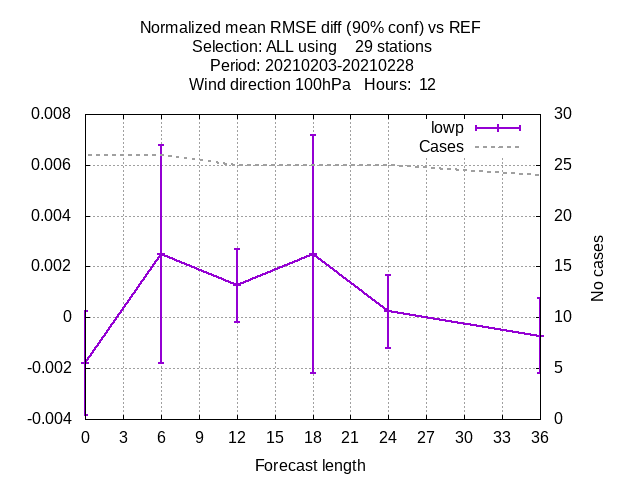 Normalized mean RMSE diff (90% conf) vs REF
Selection: ALL using    29 stations
Period: 20210203-20210228
Wind direction 100hPa   Hours:  12
lowp
Cases
0.008
0.006
0.004
0.002
0
-0.002
-0.004
30
25
20
15
10
5
0
No cases
0 3 6 9 12 15 18 21 24 27 30 33 36
Forecast length